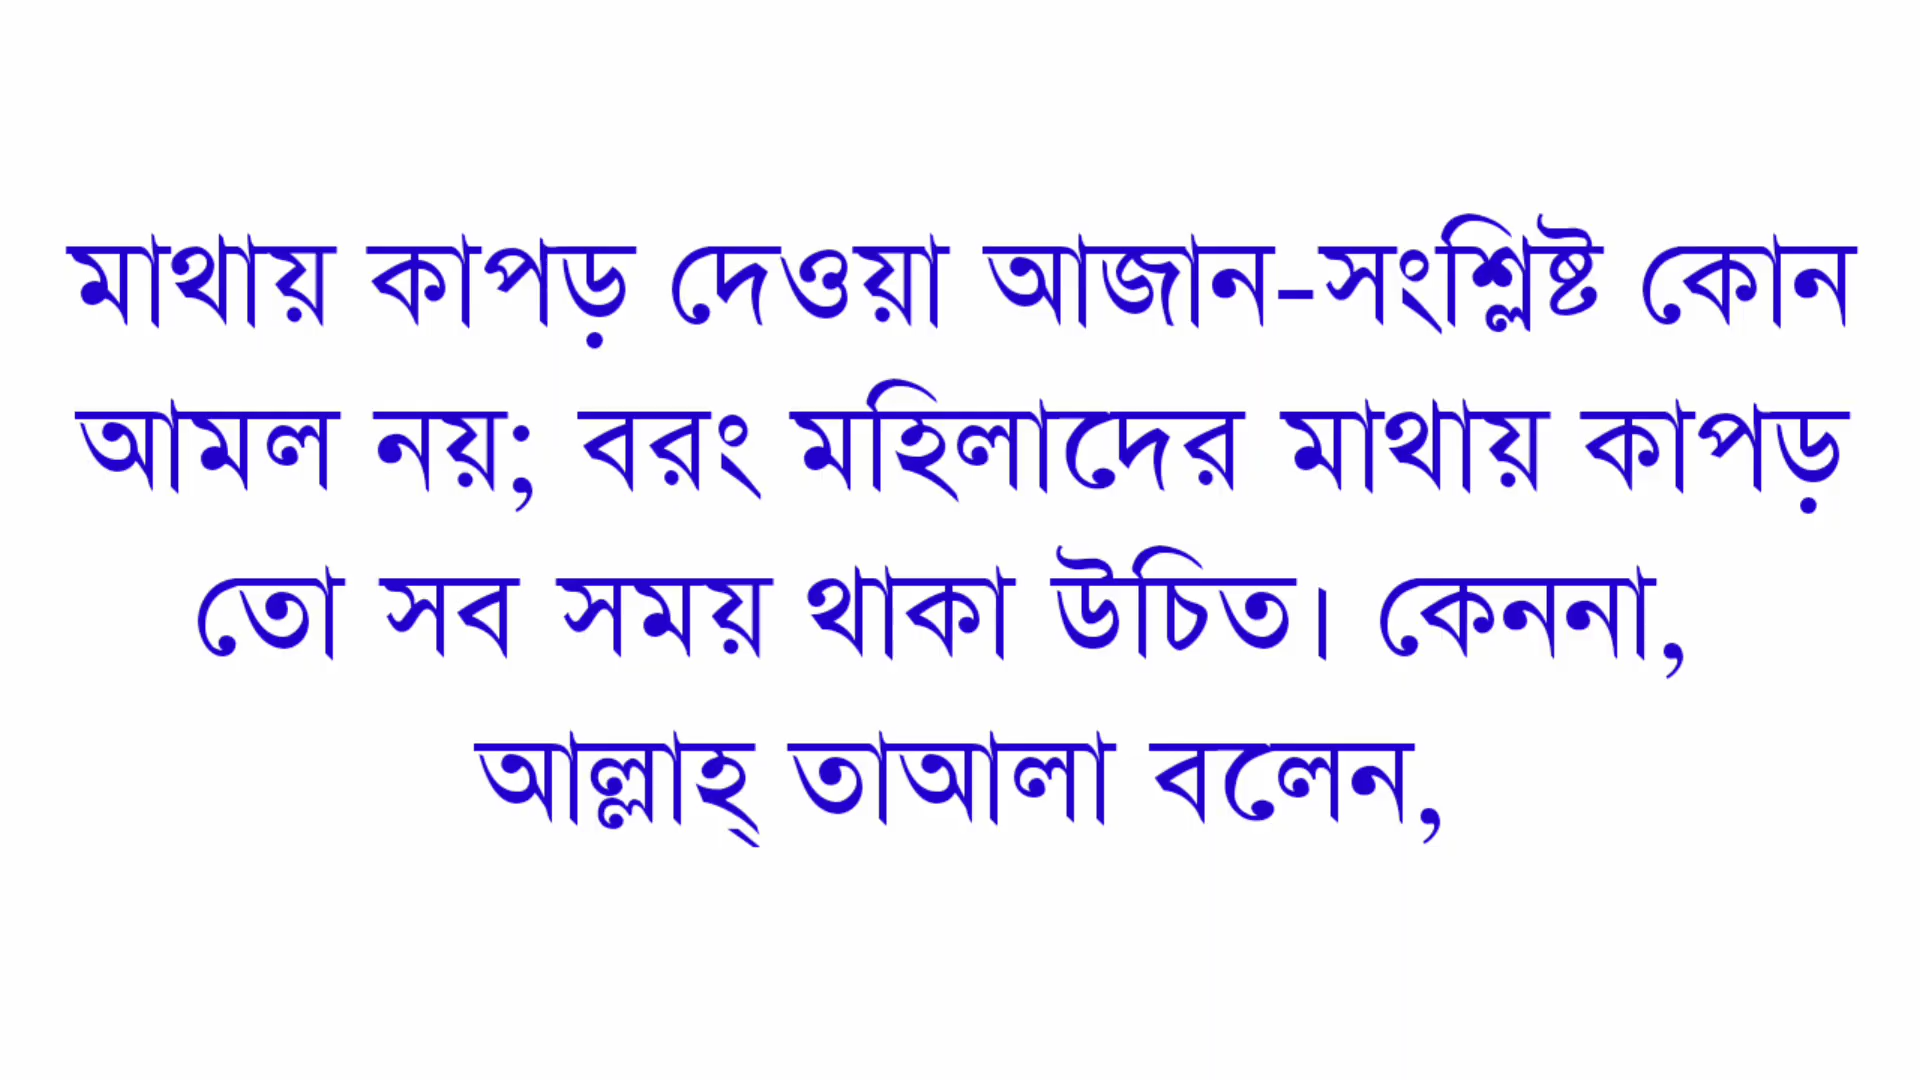 মাথায় কাপড় দেওয়া আজান-সংশ্লিষ্ট কোন
আমল নয়; বরং মহিলাদের মাথায় কাপড়
তো সব সময় থাকা উচিত। কেননা,
আল্লাহ্ তাআলা বলেন,